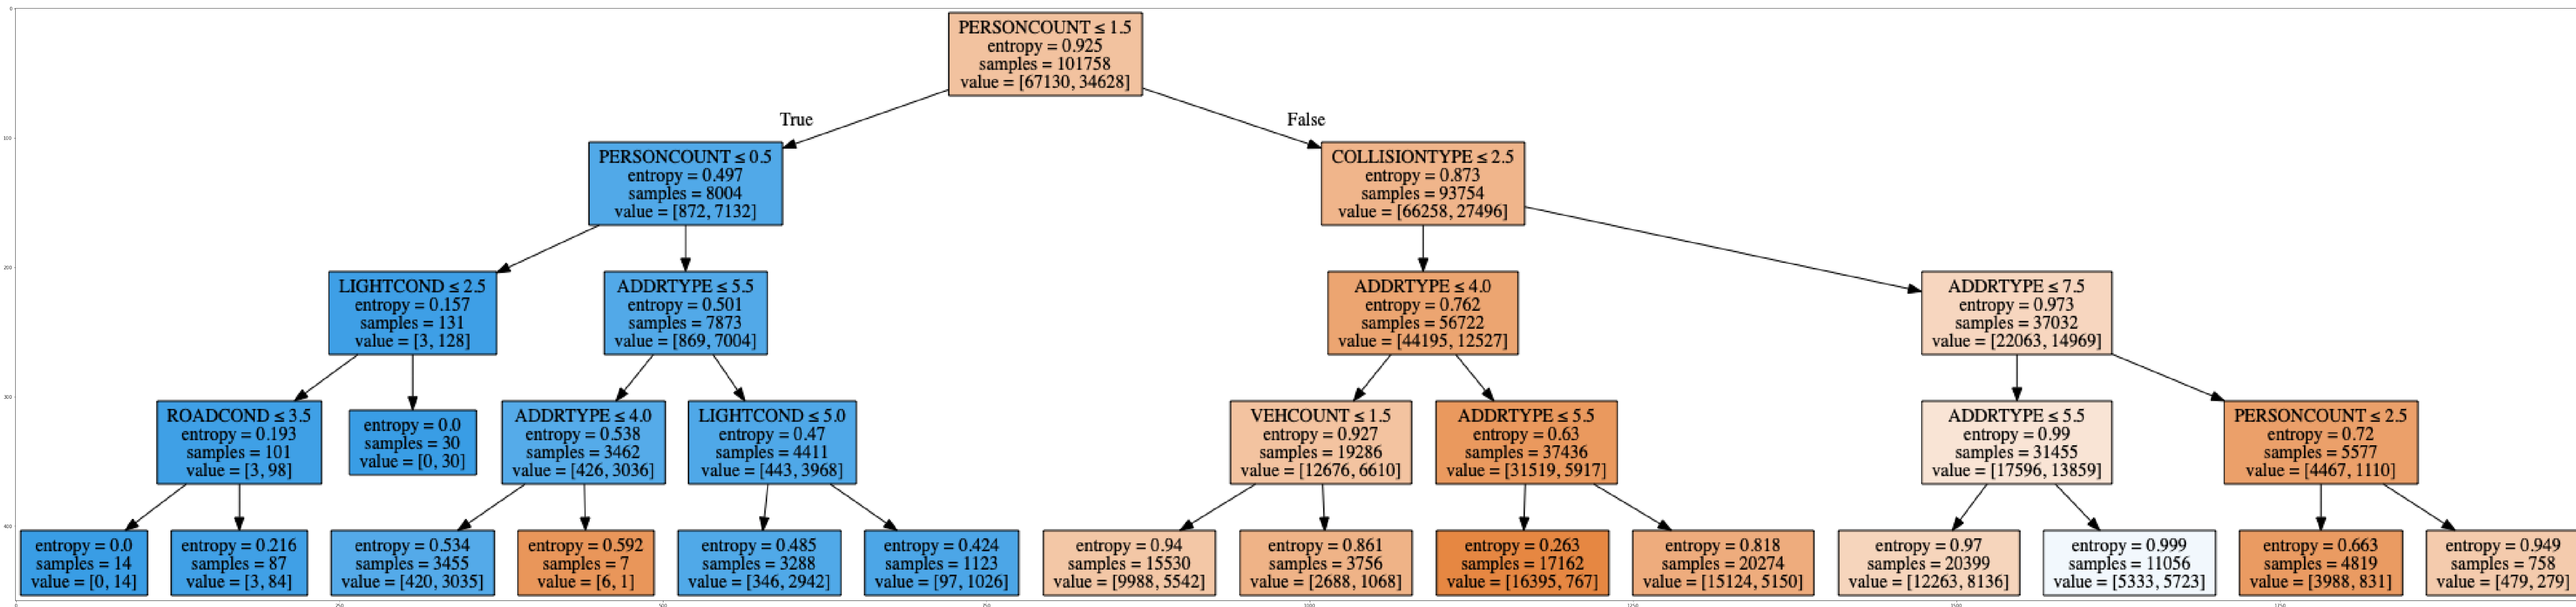 PERSONCOUNT ≤ 1.5
entropy = 0.925
samples = 101758
value = [67130, 34628]
True
False
PERSONCOUNT ≤ 0.5
entropy = 0.497
samples = 8004
value = [872, 7132]
COLLISIONTYPE ≤ 2.5
entropy = 0.873
samples = 93754
value = [66258, 27496]
LIGHTCOND ≤ 2.5
entropy = 0.157
samples = 131
value = [3, 128]
ADDRTYPE ≤ 5.5
entropy = 0.501
samples = 7873
value = [869, 7004]
ADDRTYPE ≤ 4.0
entropy = 0.762
samples = 56722
value = [44195, 12527]
ADDRTYPE ≤ 7.5
entropy = 0.973
samples = 37032
value = [22063, 14969]
ROADCOND ≤ 3.5
entropy = 0.193
samples = 101
value = [3, 98]
entropy = 0.0
samples = 30
value = [0, 30]
ADDRTYPE ≤ 4.0
entropy = 0.538
samples = 3462
value = [426, 3036]
LIGHTCOND ≤ 5.0
entropy = 0.47
samples = 4411
value = [443, 3968]
VEHCOUNT ≤ 1.5
entropy = 0.927
samples = 19286
value = [12676, 6610]
ADDRTYPE ≤ 5.5
entropy = 0.63
samples = 37436
value = [31519, 5917]
ADDRTYPE ≤ 5.5
entropy = 0.99
samples = 31455
value = [17596, 13859]
PERSONCOUNT ≤ 2.5
entropy = 0.72
samples = 5577
value = [4467, 1110]
entropy = 0.0
samples = 14
value = [0, 14]
entropy = 0.216
samples = 87
value = [3, 84]
entropy = 0.534
samples = 3455
value = [420, 3035]
entropy = 0.592
samples = 7
value = [6, 1]
entropy = 0.485
samples = 3288
value = [346, 2942]
entropy = 0.424
samples = 1123
value = [97, 1026]
entropy = 0.94
samples = 15530
value = [9988, 5542]
entropy = 0.861
samples = 3756
value = [2688, 1068]
entropy = 0.263
samples = 17162
value = [16395, 767]
entropy = 0.818
samples = 20274
value = [15124, 5150]
entropy = 0.97
samples = 20399
value = [12263, 8136]
entropy = 0.999
samples = 11056
value = [5333, 5723]
entropy = 0.663
samples = 4819
value = [3988, 831]
entropy = 0.949
samples = 758
value = [479, 279]